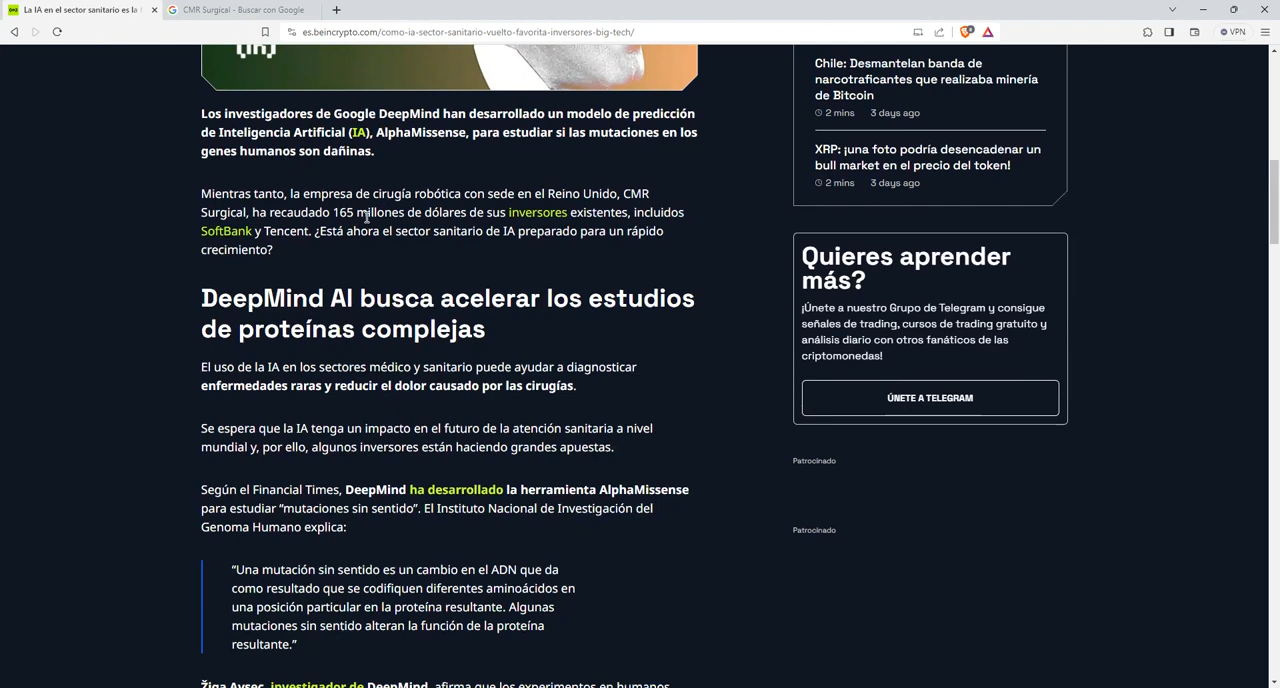 La IA en el sector sanitario es la f
CMR Surgical - Buscar con Google
es.beincrypto.com/como-ia-sector-sanitario-vuelto-favorita-inversores-big-tech/
VPN
Los investigadores de Google DeepMind han desarrollado un modelo de predicción
de Inteligencia Artificial (IA), AlphaMissense, para estudiar si las mutaciones en los
genes humanos son dañinas.
Mientras tanto, la empresa de cirugía robótica con sede en el Reino Unido, CMR
Surgical, ha recaudado 165 millones de dólares de sus inversores existentes, incluidos
SoftBank y Tencent. ¿Está ahora el sector sanitario de IA preparado para un rápido
crecimiento?
DeepMind AI busca acelerar los estudios
de proteínas complejas
El uso de la IA en los sectores médico y sanitario puede ayudar a diagnosticar
enfermedades raras y reducir el dolor causado por las cirugías.
Se espera que la IA tenga un impacto en el futuro de la atención sanitaria a nivel
mundial y, por ello, algunos inversores están haciendo grandes apuestas.
Según el Financial Times, DeepMind ha desarrollado la herramienta AlphaMissense
para estudiar “mutaciones sin sentido”. El Instituto Nacional de Investigación del
Genoma Humano explica:
“Una mutación sin sentido es un cambio en el ADN que da
como resultado que se codifiquen diferentes aminoácidos en
una posición particular en la proteína resultante. Algunas
mutaciones sin sentido alteran la función de la proteína
resultante.”
Žiga Avsec, investigador de DeepMind, afirma que los experimentos en humanos
Chile: Desmantelan banda de
narcotraficantes que realizaba minería
de Bitcoin
2 mins 3 days ago
XRP: ¡una foto podría desencadenar un
bull market en el precio del token!
2 mins 3 days ago
Quieres aprender
más?
¡Únete a nuestro Grupo de Telegram y consigue
señales de trading, cursos de trading gratuito y
análisis diario con otros fanáticos de las
criptomonedas!
ÚNETE A TELEGRAM
Patrocinado
Patrocinado